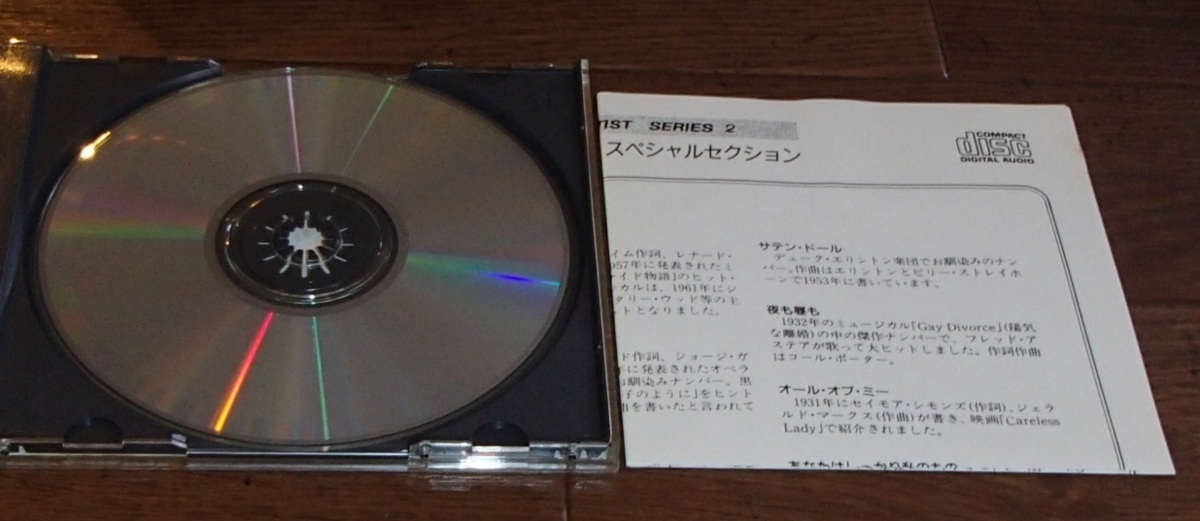 IST SERIES 2
スペシャルセクション
COMPACT
disc
DIGITAL AUDIO
イム作詞、レナード・
957年に発表されたミ
イド物語」のヒット・
カルは、1961年にジ
タリー・ウッド等の主
ットとなりました。
ド作詞、ジョージ・ガ
に発表されたオペラ
お馴染みナンバー。黒
子のように」をヒント
曲を書いたと言われて
サテン・ドール
デューク・エリントン楽団でお馴染みのナン
バー。作曲はエリントンとビリー・ストレイホ
ーンで1953年に書いています。
夜も昼も
1932年のミュージカル「Gay Divorce」(陽気
な離婚)の中の傑作ナンバーで、フレッド・ア
ステアが歌って大ヒットしました。作詞作曲
はコール・ポーター。
オール・オブ・ミー
1931年にセイモア・シモンズ(作詞)、ジェラ
ルド・マークス(作曲)が書き、映画「Careless
Lady」で紹介されました。